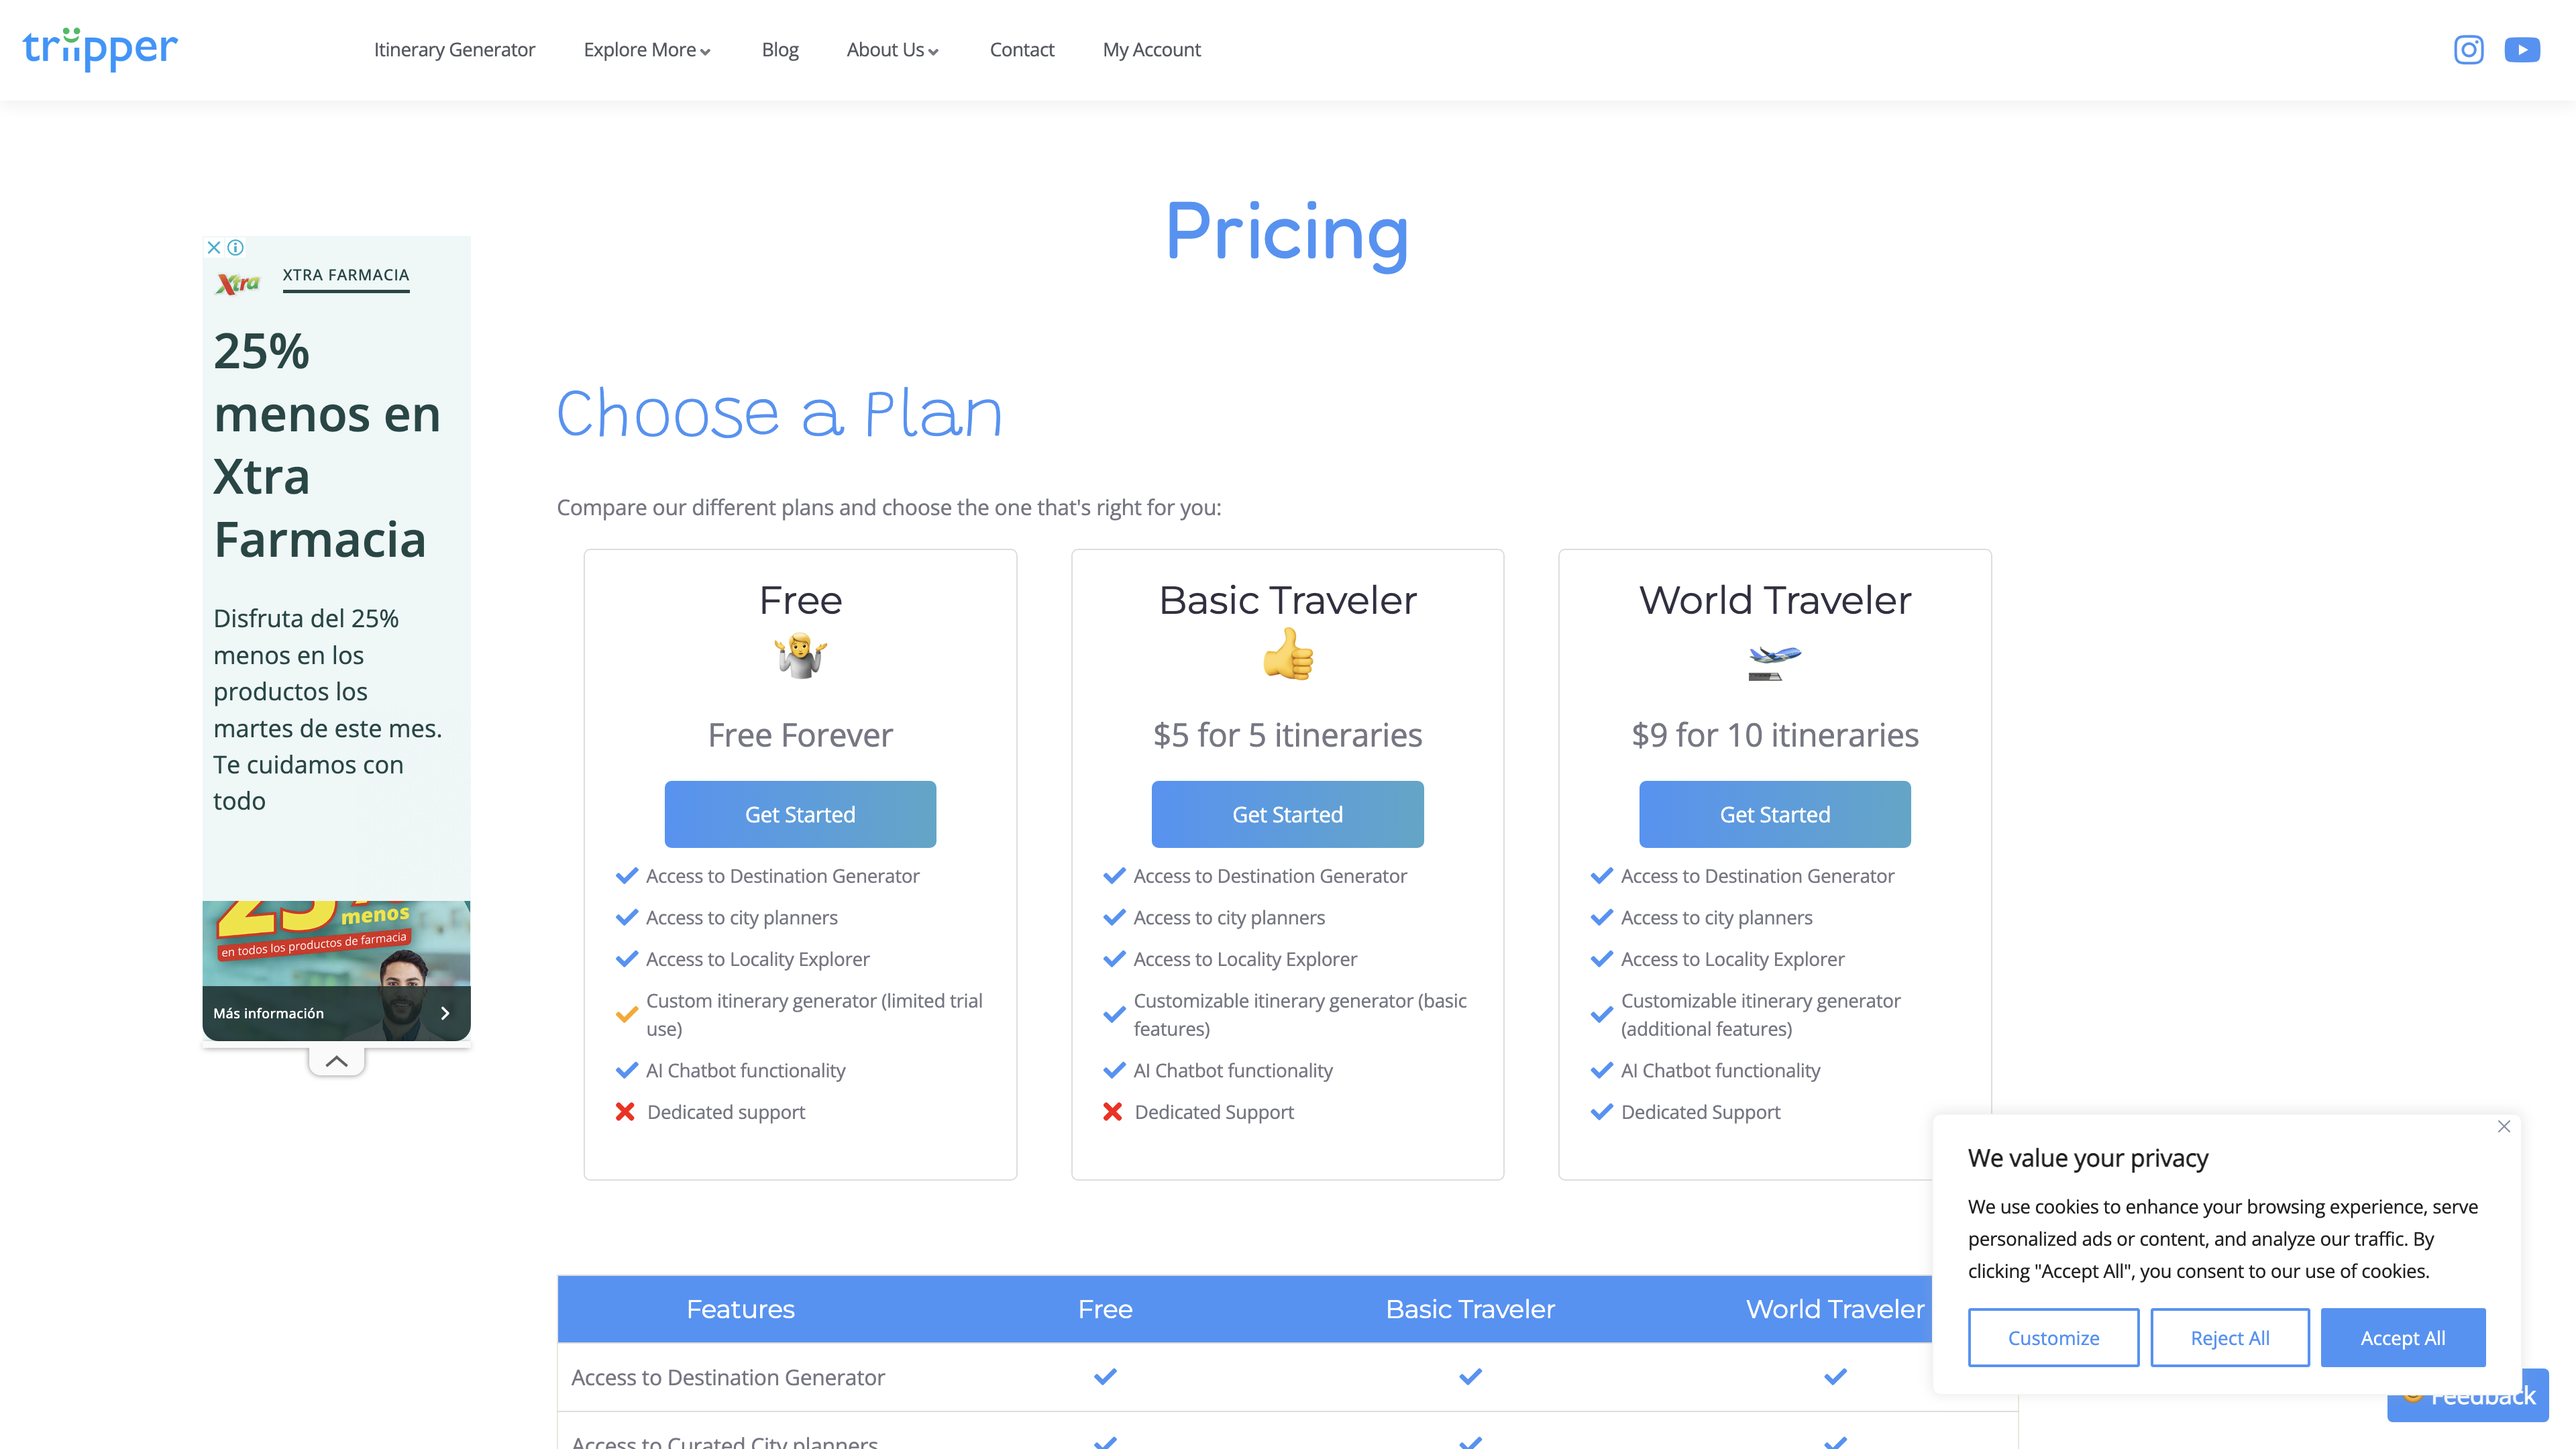 triipper
Itinerary Generator
Explore More
Blog
About Us
Contact
My Account
Pricing
Xtra
XTRA FARMACIA
25%
menos en
Xtra
Farmacia
Disfruta del 25%
menos en los
productos los
martes de este mes.
Te cuidamos con
todo
menos
en todos los productos de farmacia
Más información
Choose a Plan
Compare our different plans and choose the one that's right for you:
Free
Free Forever
Get Started
Access to Destination Generator
Access to city planners
Access to Locality Explorer
Custom itinerary generator (limited trial
use)
AI Chatbot functionality
Dedicated support
Basic Traveler
$5 for 5 itineraries
Get Started
Access to Destination Generator
Access to city planners
Access to Locality Explorer
Customizable itinerary generator (basic
features)
AI Chatbot functionality
Dedicated Support
World Traveler
$9 for 10 itineraries
Get Started
Access to Destination Generator
Access to city planners
Access to Locality Explorer
Customizable itinerary generator
(additional features)
AI Chatbot functionality
Dedicated Support
Features Free Basic Traveler World Traveler
Access to Destination Generator
Access to Curated City planners
We value your privacy
We use cookies to enhance your browsing experience, serve
personalized ads or content, and analyze our traffic. By
clicking "Accept All", you consent to our use of cookies.
Customize
Reject All
Accept All
Feedback